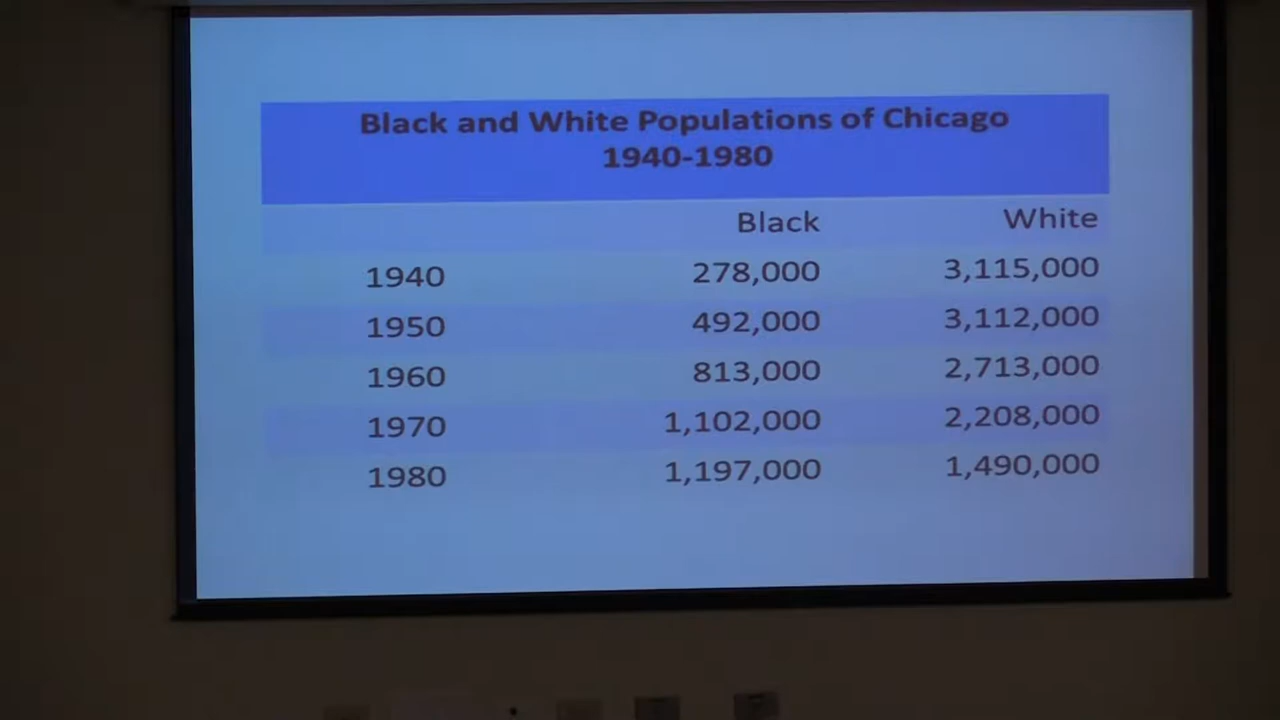 Black and White Populations of Chicago
1940-1980
Black White
1940 278,000 3,115,000
1950 492,000 3,112,000
1960 813,000 2,713,000
1970 1,102,000 2,208,000
1980 1,197,000 1,490,000